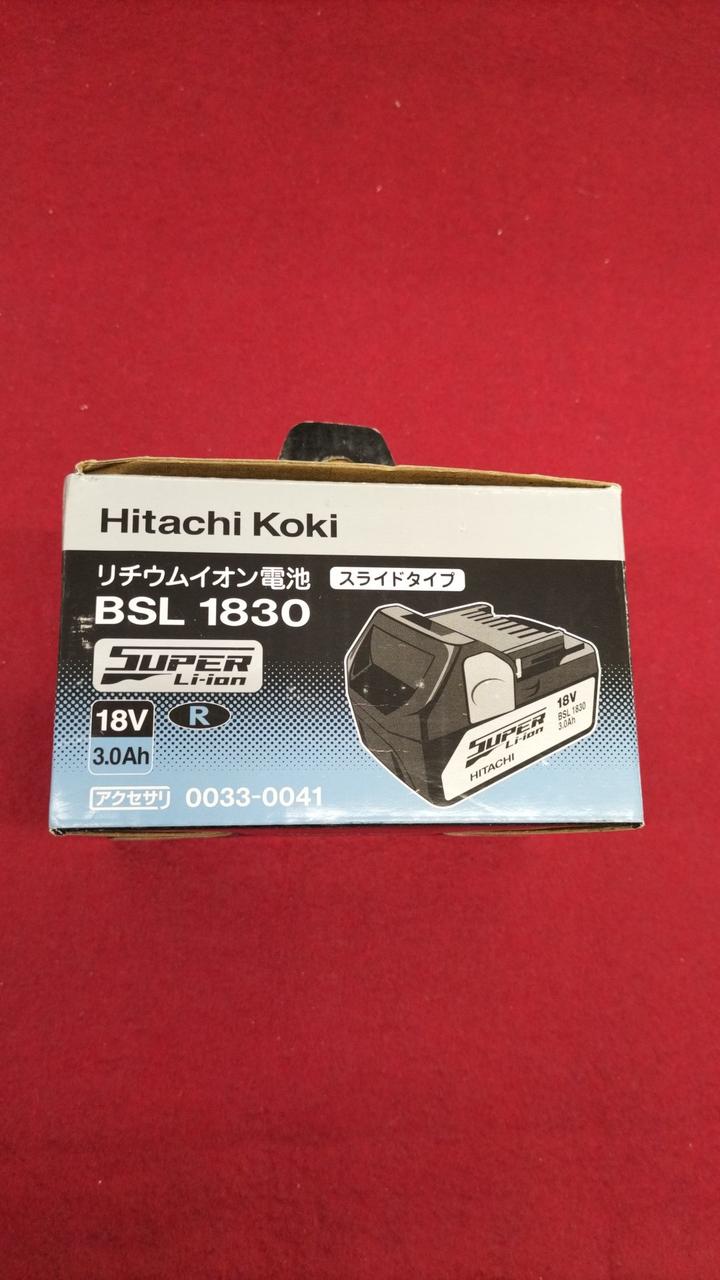 Hitachi Koki
リチウムイオン電池 スライドタイプ
BSL 1830
SUPER
Li-ion
18V R
3.0Ah
アクセサリ 0033-0041
SUPER
Li-ion
HITACHI
18V
BSL 1830
3.0Ah